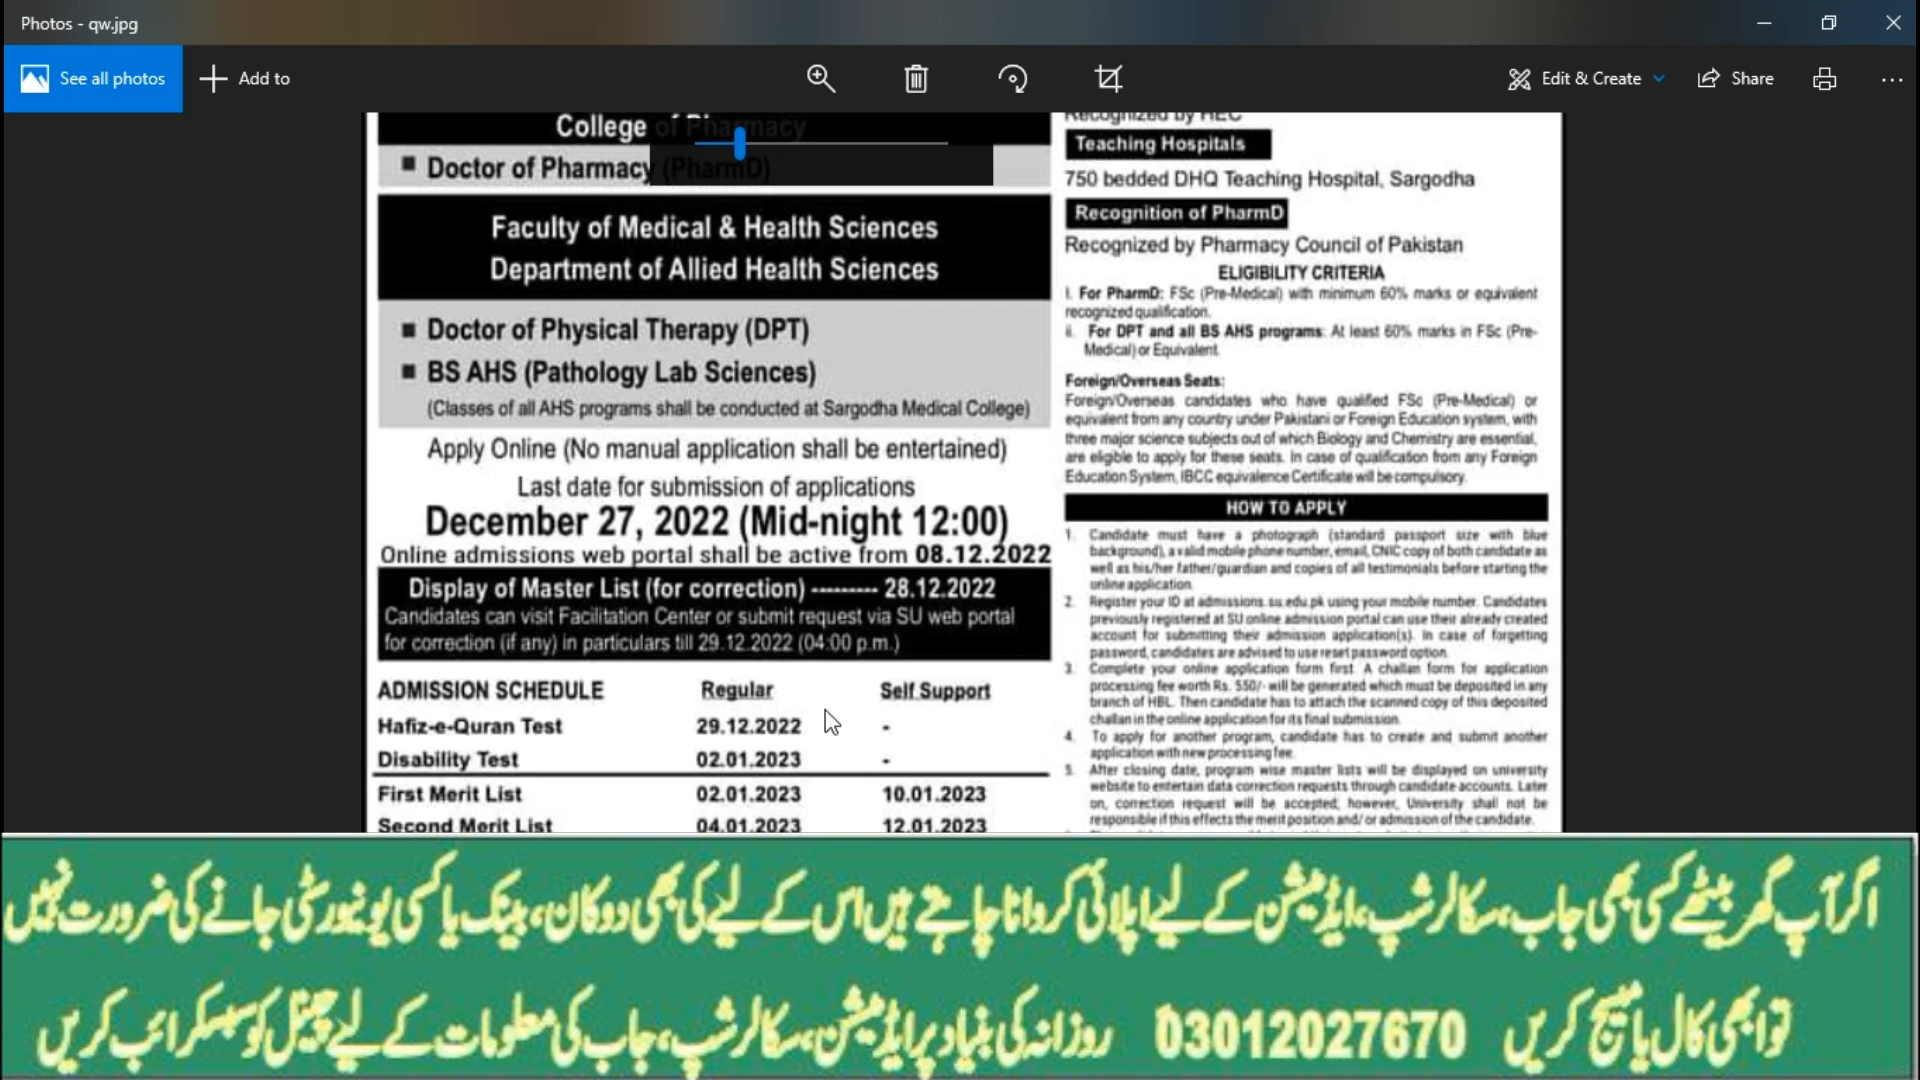 Photos - qw.jpg
See all photos
Add to
Edit & Create
Share
College of Pharmacy
Doctor of Pharmacy (PharmD)
Faculty of Medical & Health Sciences
Department of Allied Health Sciences
Doctor of Physical Therapy (DPT)
BS AHS (Pathology Lab Sciences)
(Classes of all AHS programs shall be conducted at Sargodha Medical College)
Apply Online (No manual application shall be entertained)
Last date for submission of applications
December 27, 2022 (Mid-night 12:00)
Online admissions web portal shall be active from 08.12.2022
Display of Master List (for correction) --------- 28.12.2022
Candidates can visit Facilitation Center or submit request via SU web portal
for correction (if any) in particulars till 29.12.2022 (04:00 p.m.)
ADMISSION SCHEDULE Regular Self Support
Hafiz-e-Quran Test 29.12.2022 -
Disability Test 02.01.2023 -
First Merit List 02.01.2023 10.01.2023
Second Merit List 04.01.2023 12.01.2023
Recognized by HEC
Teaching Hospitals
750 bedded DHQ Teaching Hospital, Sargodha
Recognition of PharmD
Recognized by Pharmacy Council of Pakistan
ELIGIBILITY CRITERIA
i. For PharmD: FSc (Pre-Medical) with minimum 60% marks or equivalent
recognized qualification.
ii. For DPT and all BS AHS programs: At least 60% marks in FSc (Pre-
Medical) or Equivalent
Foreign/Overseas Seats:
Foreign/Overseas candidates who have qualified FSc (Pre-Medical) or
equivalent from any country under Pakistani or Foreign Education system, with
three major science subjects out of which Biology and Chemistry are essential,
are eligible to apply for these seats. In case of qualification from any Foreign
Education System, IBCC equivalence Certificate will be compulsory.
HOW TO APPLY
1. Candidate must have a photograph (standard passport size with blue
background), a valid mobile phone number, email, CNIC copy of both candidate as
well as his/her father/guardian and copies of all testimonials before starting the
online application.
2. Register your ID at admissions.su.edu.pk using your mobile number. Candidates
previously registered at SU online admission portal can use their already created
account for submitting their admission application(s). In case of forgetting
password, candidates are advised to use reset password option.
3. Complete your online application form first. A challan form for application
processing fee worth Rs. 550/- will be generated which must be deposited in any
branch of HBL. Then candidate has to attach the scanned copy of this deposited
challan in the online application for its final submission.
4. To apply for another program, candidate has to create and submit another
application with new processing fee.
5. After closing date, program wise master lists will be displayed on university
website to entertain data correction requests through candidate accounts. Later
on, correction request will be accepted; however, University shall not be
responsible if this effects the merit position and/ or admission of the candidate.
اگر آپ گھر بیٹھے کسی بھی جاب، سکالرشپ، ایڈمیشن کے لیے اپلائی کروانا چاہتے ہیں اس کے لیے کی بھی دوکان، بینک یا کسی یونیورسٹی جانے کی ضرورت نہیں
تو ابھی کال یا میسج کریں 03012027670 روزانہ کی بنیاد پر ایڈمیشن، سکالرشپ، جاب کی معلومات کے لیے چینل کو سبسکرائب کریں